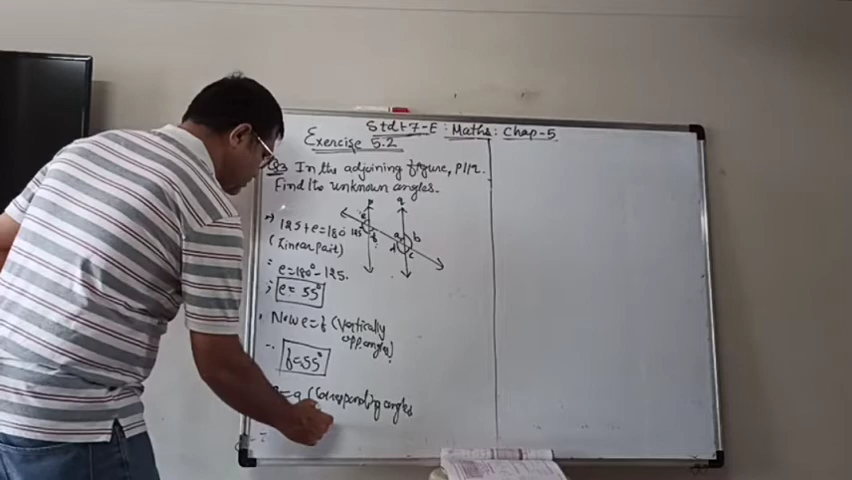 Std:-7-E : Maths : Chap-5
Exercise 5.2
Q3 In the adjoining figure, p||q.
Find the unknown angles.
p q
e
125° f
a b
d c
⇒ 125+e=180°
(Linear pair)
∴ e=180°-125.
∴ e= 55°
Now e=f (Vertically
opp.angles)
∴ f=55°
=a (Corresponding angles